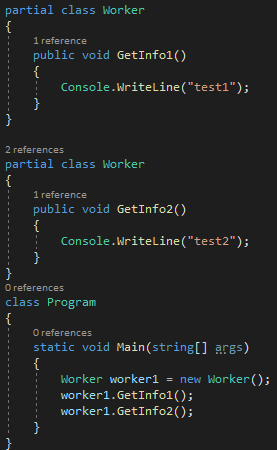 partial class Worker
{
1 reference
public void GetInfo1()
{
Console.WriteLine("test1");
}
}
2 references
partial class Worker
{
1 reference
public void GetInfo2()
{
Console.WriteLine("test2");
}
}
0 references
class Program
{
0 references
static void Main(string[] args)
{
Worker worker1 = new Worker();
worker1.GetInfo1();
worker1.GetInfo2();
}
}